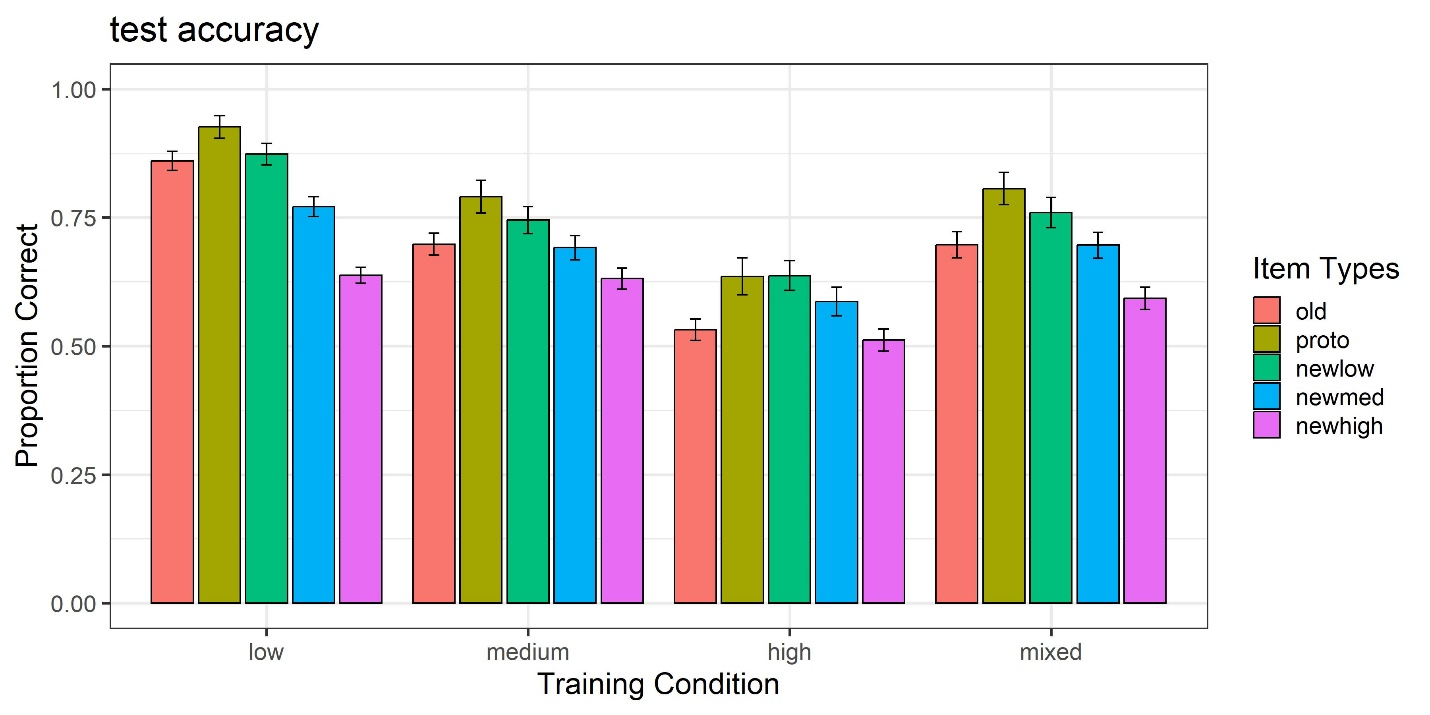 test accuracy
1.00
0.75
0.50
0.25
0.00
Proportion Correct
low
medium
high
mixed
Training Condition
Item Types
old
proto
newlow
newmed
newhigh